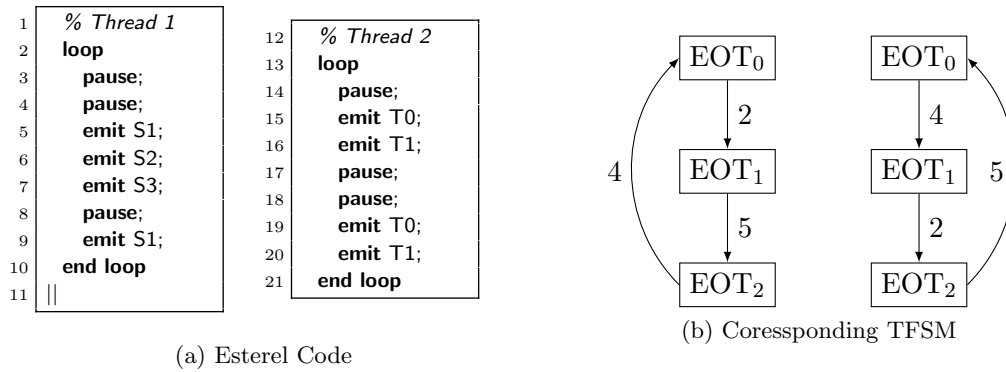 1 % Thread 1
2 loop
3 pause;
4 pause;
5 emit S1;
6 emit S2;
7 emit S3;
8 pause;
9 emit S1;
10 end loop
11 ||
12 % Thread 2
13 loop
14 pause;
15 emit T0;
16 emit T1;
17 pause;
18 pause;
19 emit T0;
20 emit T1;
21 end loop
(a) Esterel Code
EOT0
2
EOT1
5
EOT2
4
EOT0
4
EOT1
2
EOT2
5
(b) Coressponding TFSM